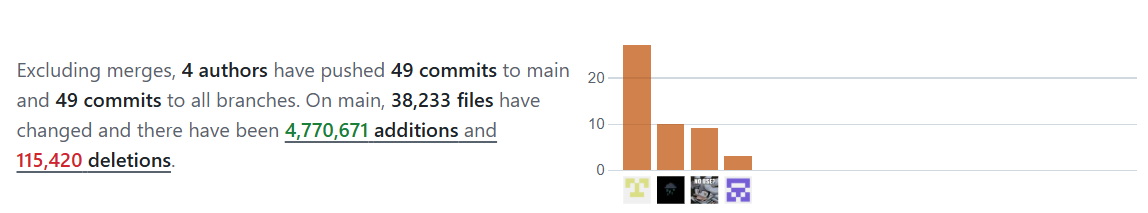 Excluding merges, 4 authors have pushed 49 commits to main
and 49 commits to all branches. On main, 38,233 files have
changed and there have been 4,770,671 additions and
115,420 deletions.
20
10
0